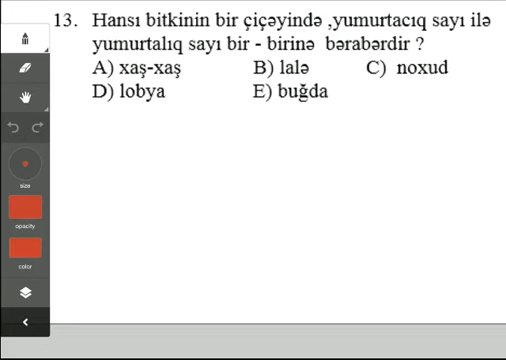 13. Hansı bitkinin bir çiçəyində ,yumurtacıq sayı ilə
yumurtalıq sayı bir - birinə bərabərdir ?
A) xaş-xaş B) lalə C) noxud
D) lobya E) buğda
size
opacity
color